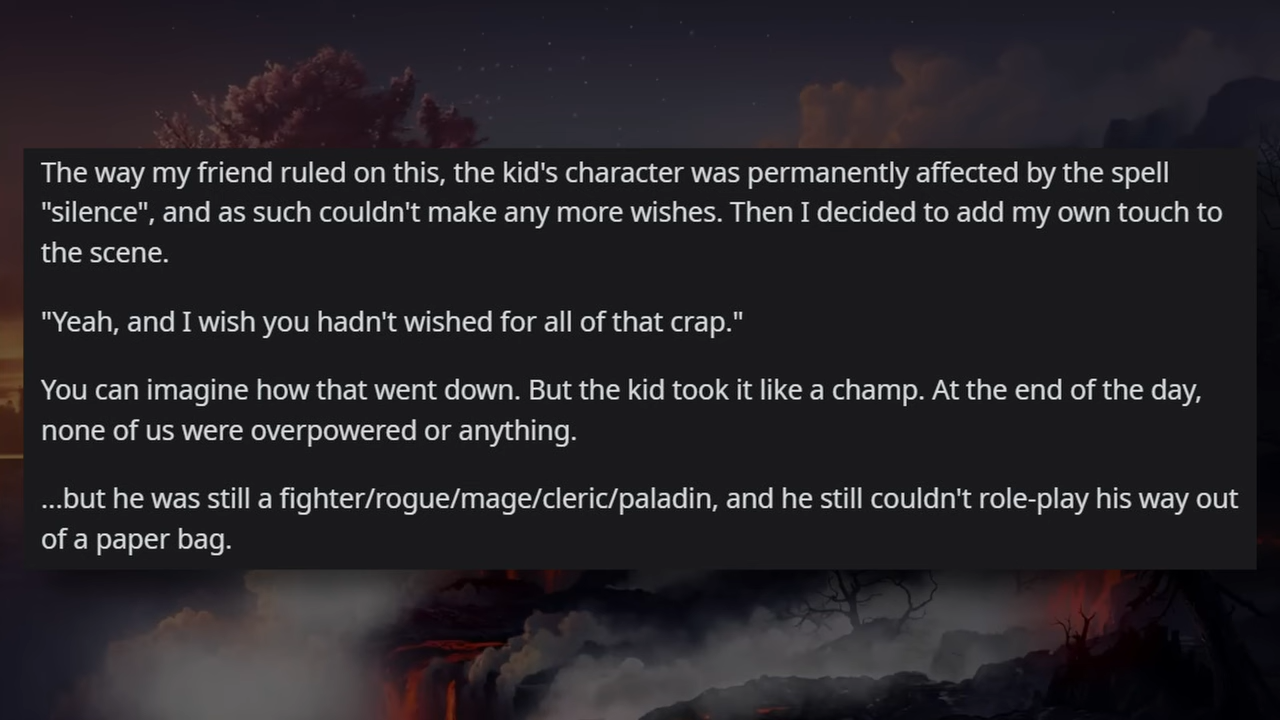 The way my friend ruled on this, the kid's character was permanently affected by the spell
"silence", and as such couldn't make any more wishes. Then I decided to add my own touch to
the scene.
"Yeah, and I wish you hadn't wished for all of that crap."
You can imagine how that went down. But the kid took it like a champ. At the end of the day,
none of us were overpowered or anything.
...but he was still a fighter/rogue/mage/cleric/paladin, and he still couldn't role-play his way out
of a paper bag.